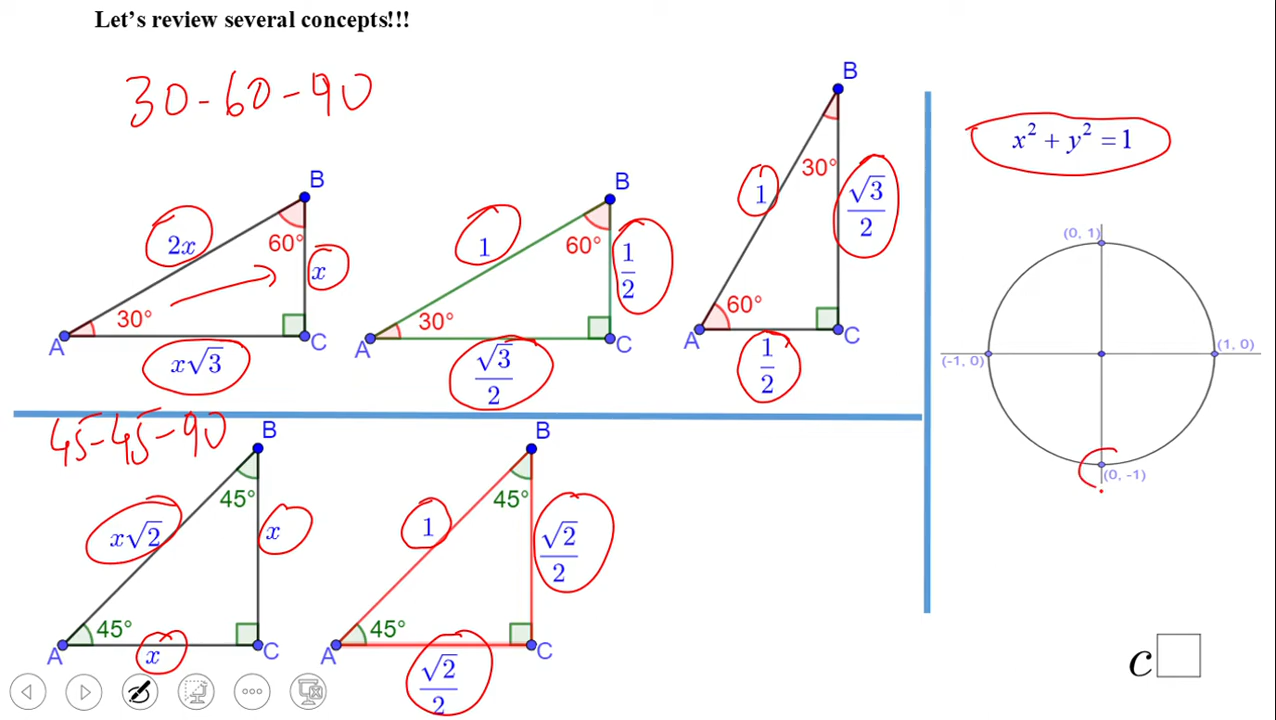 Let's review several concepts!!!
30-60-90
B
2x
60°
x
30°
A
C
x√3
B
1
60°
1/2
30°
A
C
√3/2
B
30°
1
√3/2
60°
A
C
1/2
x² + y² = 1
(0, 1)
(-1, 0)
(1, 0)
(0, -1)
45-45-90
B
45°
x√2
x
45°
A
C
x
B
45°
1
√2/2
45°
A
C
√2/2
c